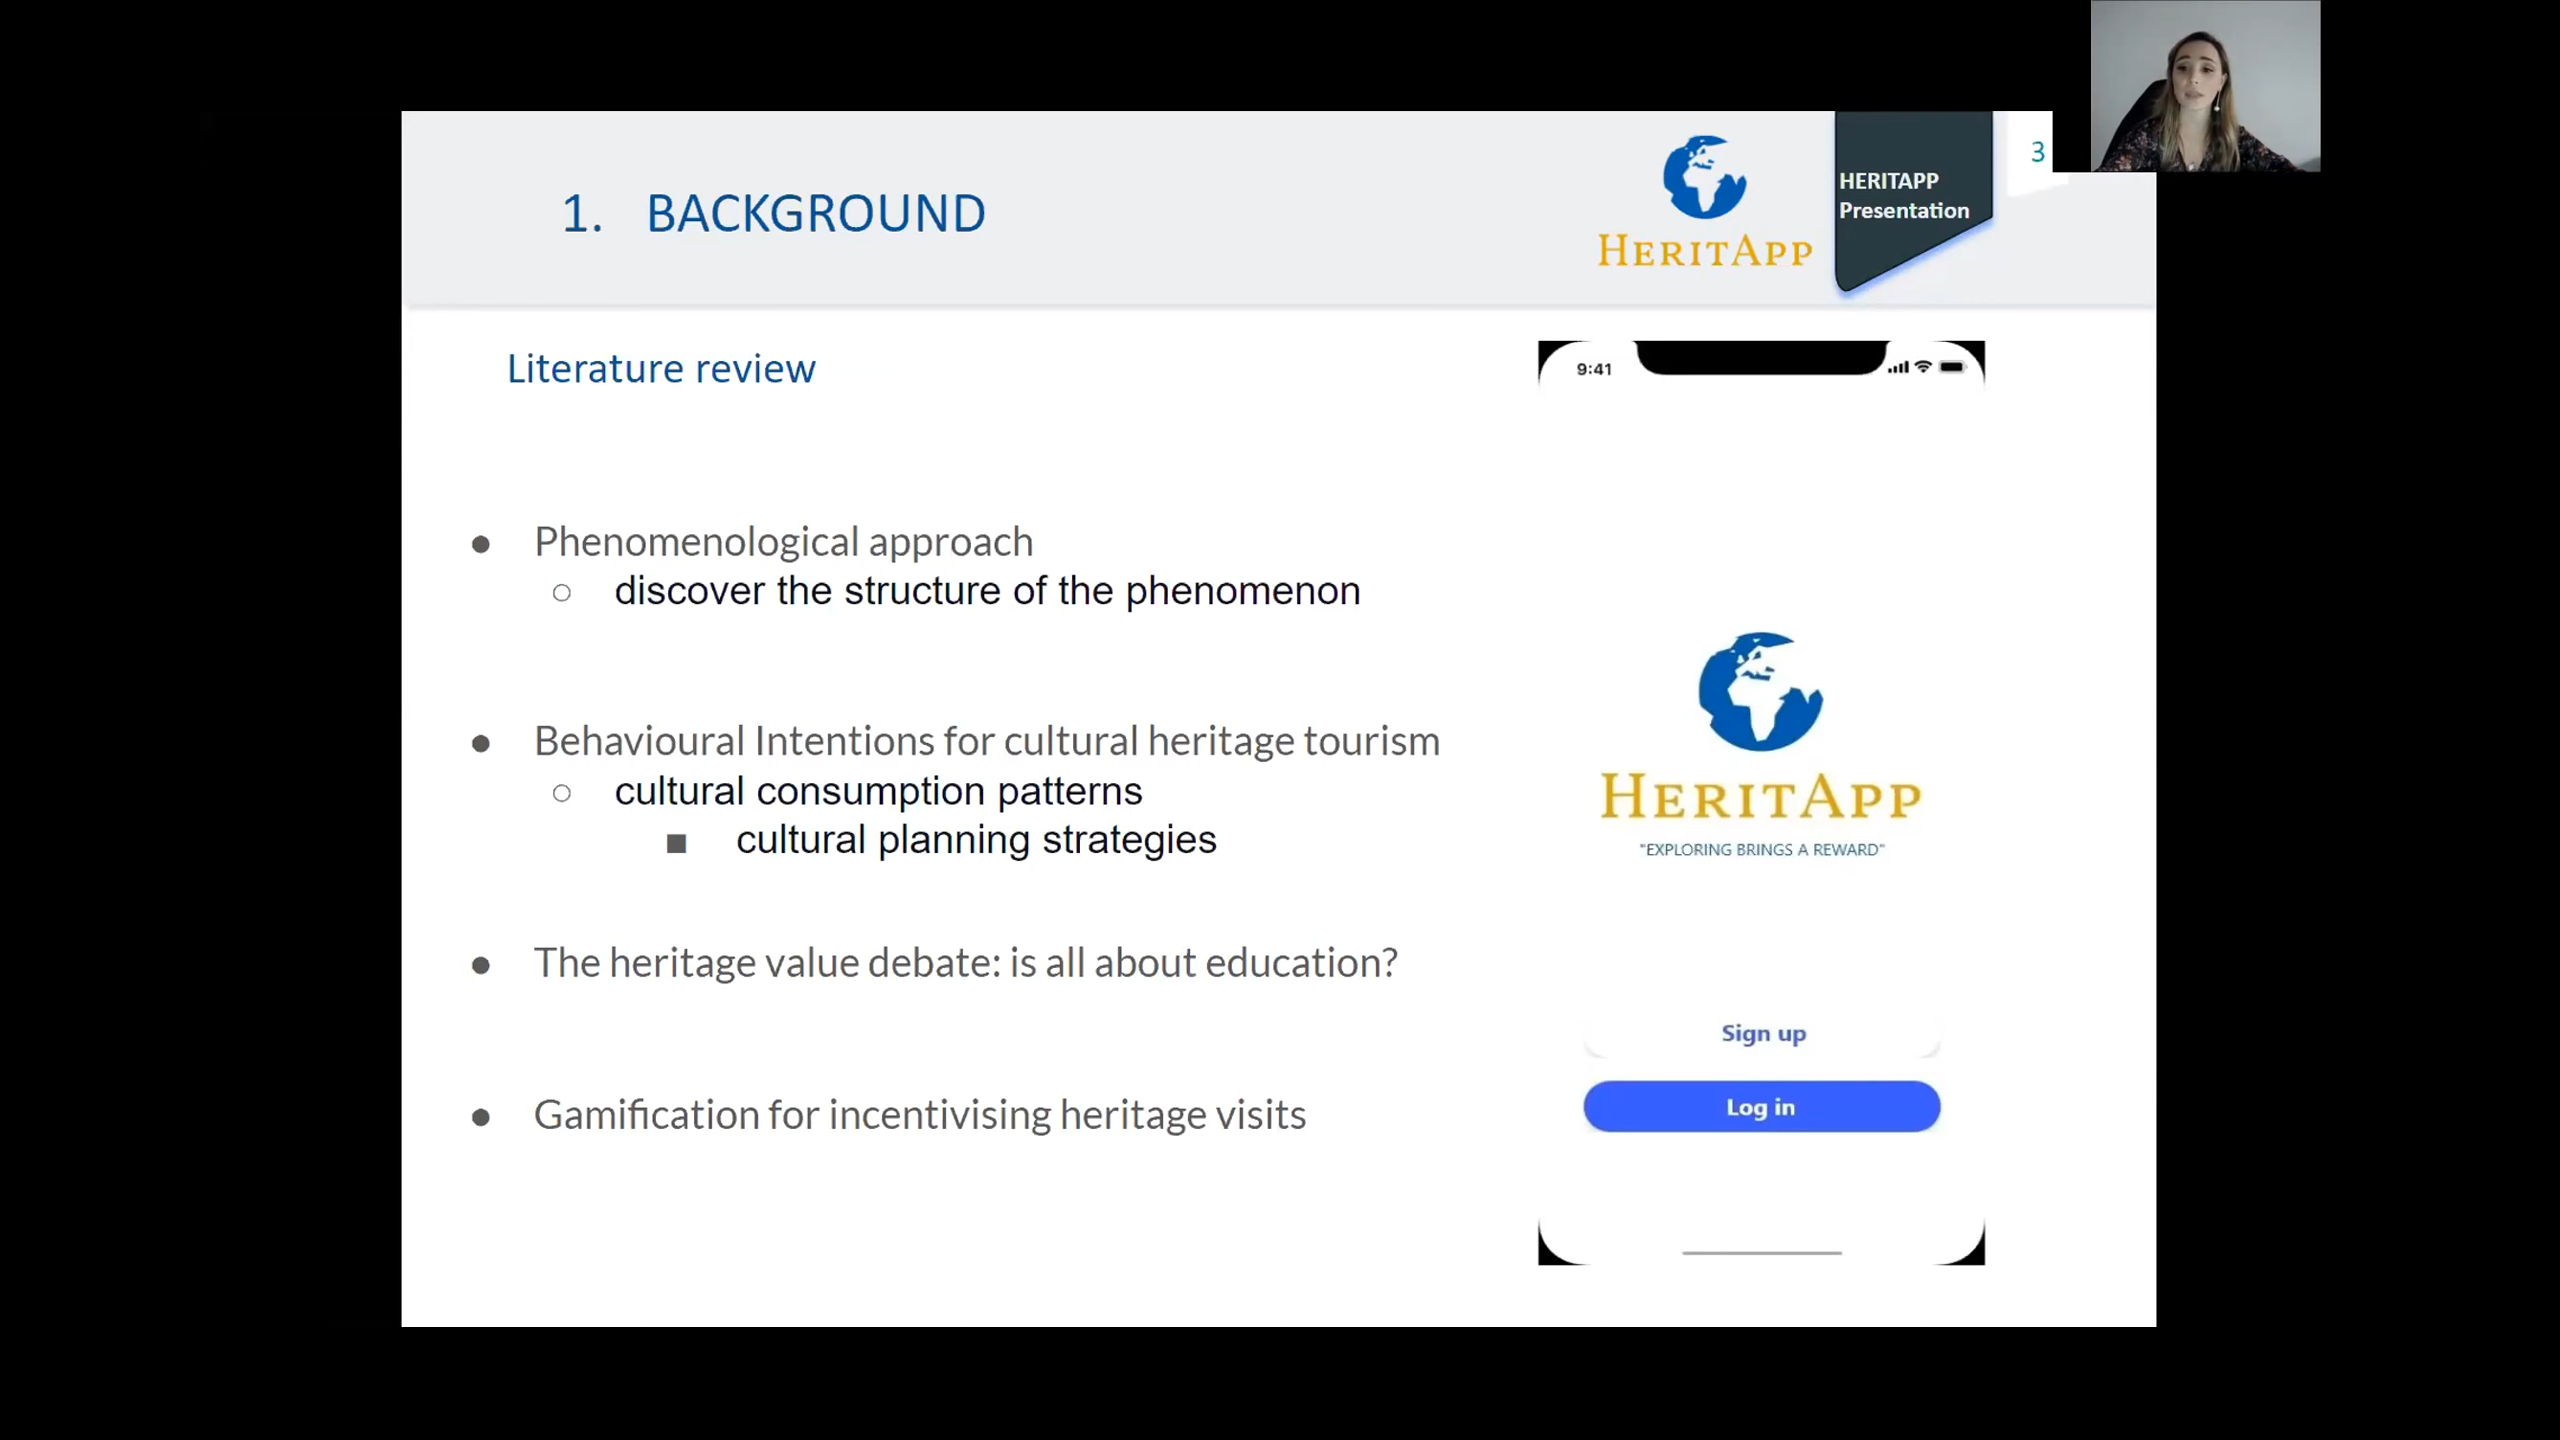 1. BACKGROUND
HERITAPP
HERITAPP
Presentation
3
Literature review
● Phenomenological approach
○ discover the structure of the phenomenon
● Behavioural Intentions for cultural heritage tourism
○ cultural consumption patterns
■ cultural planning strategies
● The heritage value debate: is all about education?
● Gamification for incentivising heritage visits
9:41
HERITAPP
"EXPLORING BRINGS A REWARD"
Sign up
Log in